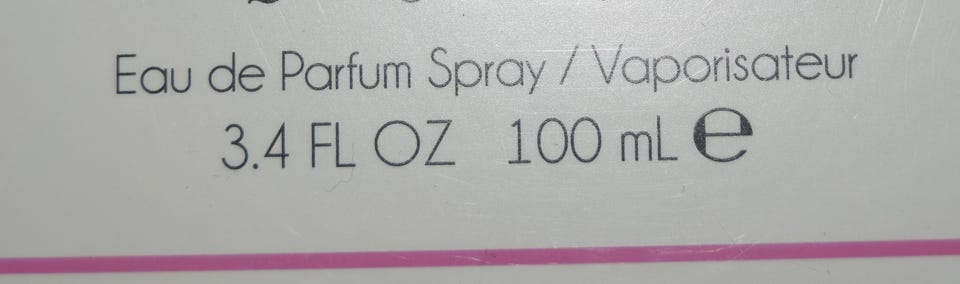 Eau de Parfum Spray / Vaporisateur
3.4 FL OZ 100 mL ℮